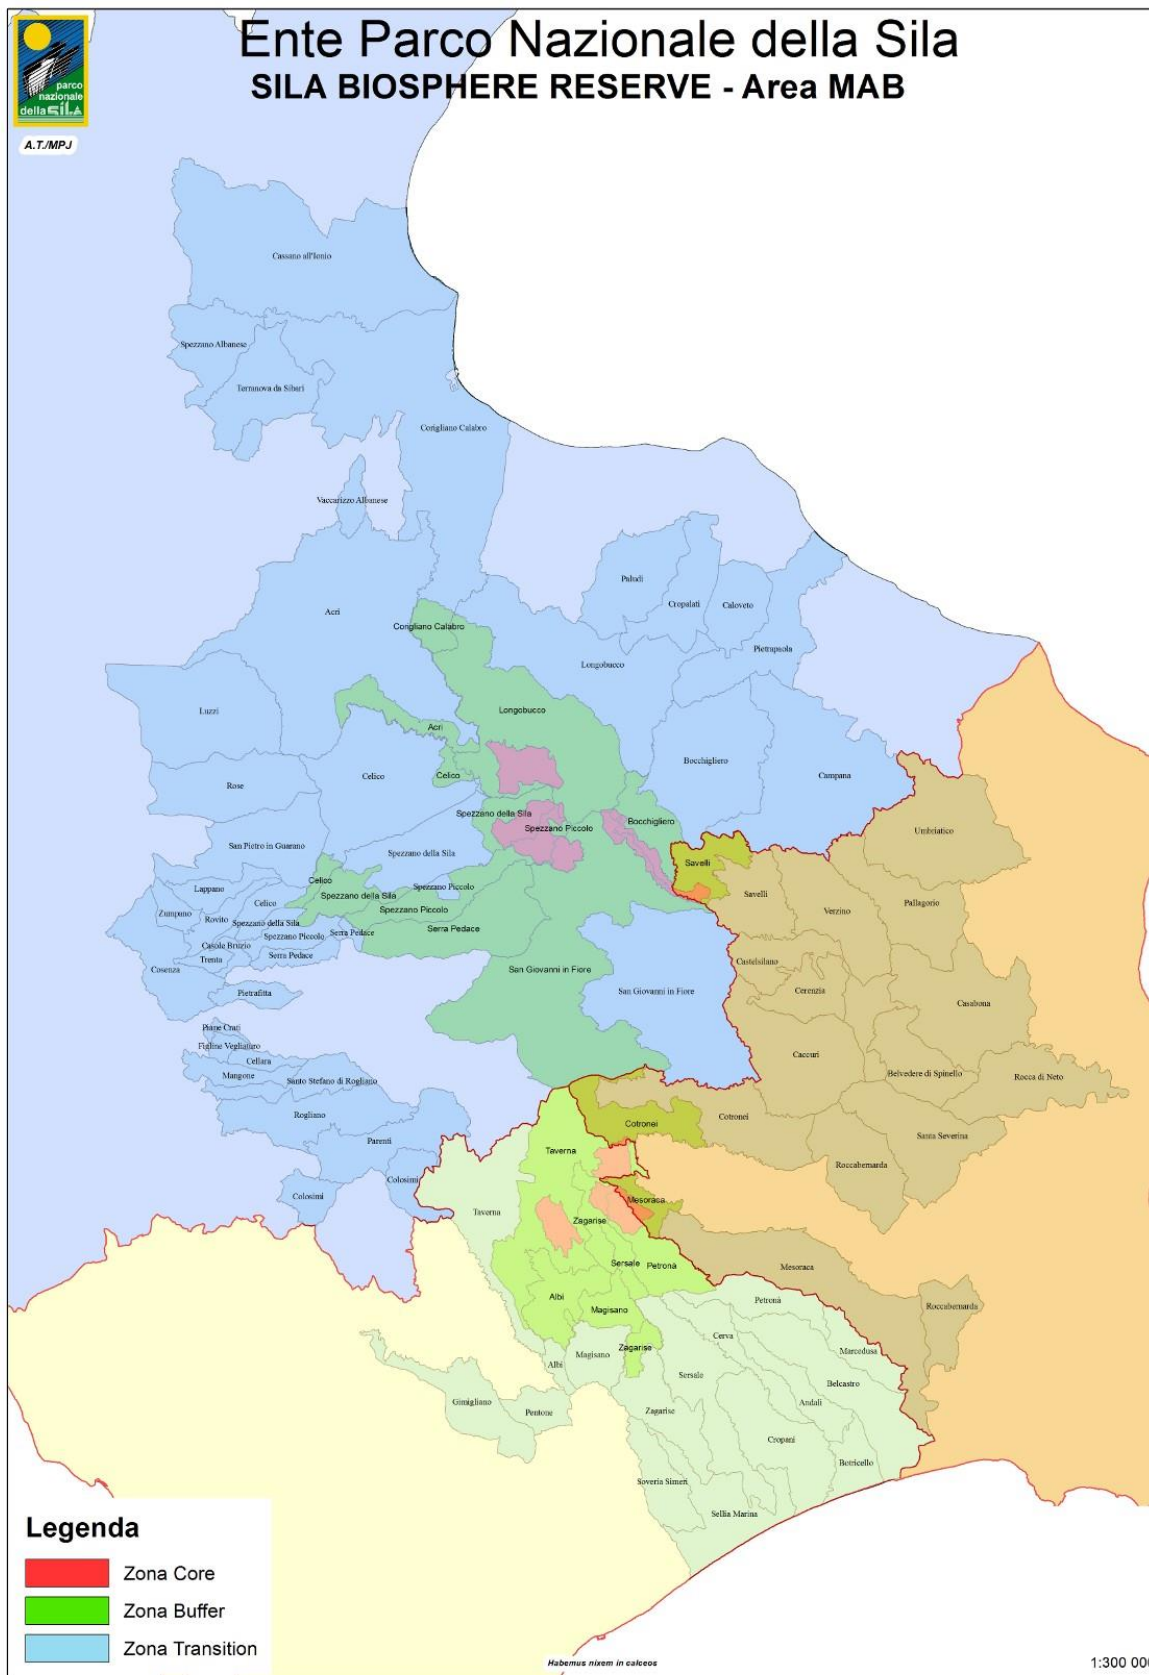 Ente Parco Nazionale della Sila
SILA BIOSPHERE RESERVE - Area MAB
parco
nazionale
della SILA
A.T./MPJ
Cassano all'Ionio
Spezzano Albanese
Terranova da Sibari
Corigliano Calabro
Vaccarizzo Albanese
Paludi
Cropalati
Caloveto
Acri
Corigliano Calabro
Pietrapaola
Longobucco
Luzzi
Longobucco
Acri
Bocchigliero
Campana
Celico
Celico
Rose
Spezzano della Sila
Spezzano Piccolo
Bocchigliero
Umbriatico
San Pietro in Guarano
Spezzano della Sila
Savelli
Celico
Spezzano Piccolo
Lappano
Spezzano della Sila
Savelli
Pallagorio
Celico
Zumpano
Rovito
Spezzano Piccolo
Verzino
Spezzano della Sila
Serra Pedace
Serra Pedace
Spezzano Piccolo
Casole Bruzio
Trenta
Serra Pedace
Castelsilano
Cosenza
San Giovanni in Fiore
San Giovanni in Fiore
Cerenzia
Pietrafitta
Casabona
Piane Crati
Figline Vegliaturo
Cellara
Caccuri
Mangone
Santo Stefano di Rogliano
Belvedere di Spinello
Rocca di Neto
Rogliano
Cotronei
Cotronei
Parenti
Santa Severina
Taverna
Roccabernarda
Colosimi
Colosimi
Mesoraca
Taverna
Zagarise
Sersale
Petronà
Mesoraca
Albi
Magisano
Petronà
Roccabernarda
Cerva
Zagarise
Marcedusa
Magisano
Albi
Sersale
Belcastro
Gimigliano
Andali
Pentone
Zagarise
Cropani
Botricello
Soveria Simeri
Sellia Marina
Legenda
Zona Core
Zona Buffer
Zona Transition
Habemus nixem in calceos
1:300 000